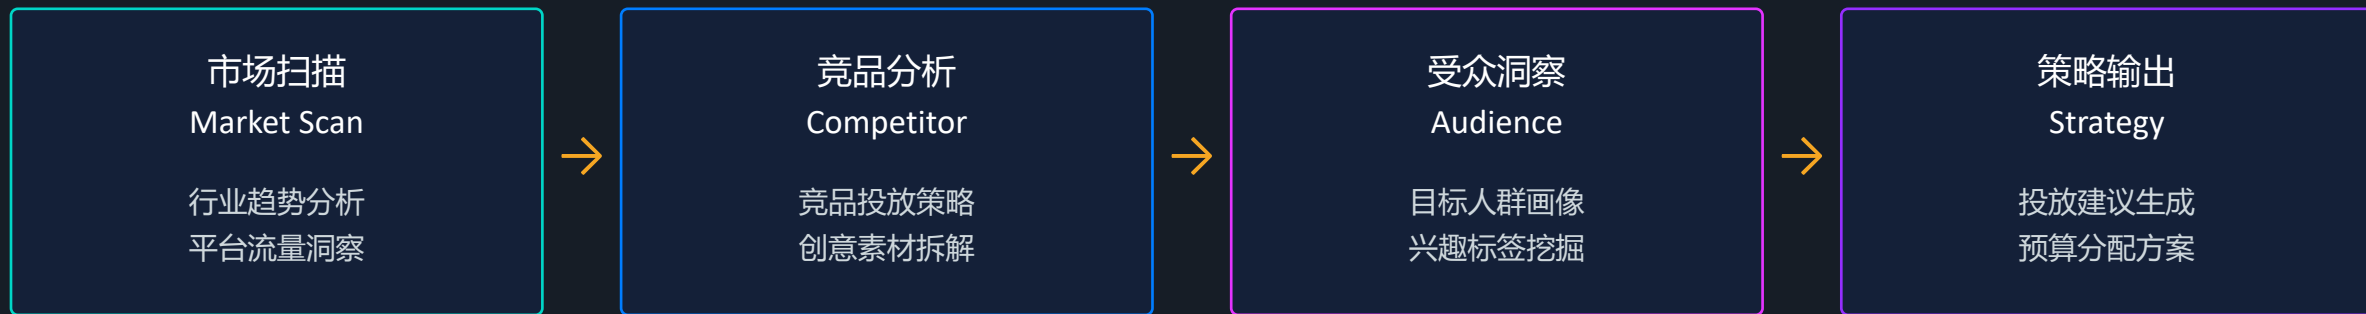 市场扫描
Market Scan
行业趋势分析
平台流量洞察
竞品分析
Competitor
竞品投放策略
创意素材拆解
受众洞察
Audience
目标人群画像
兴趣标签挖掘
策略输出
Strategy
投放建议生成
预算分配方案